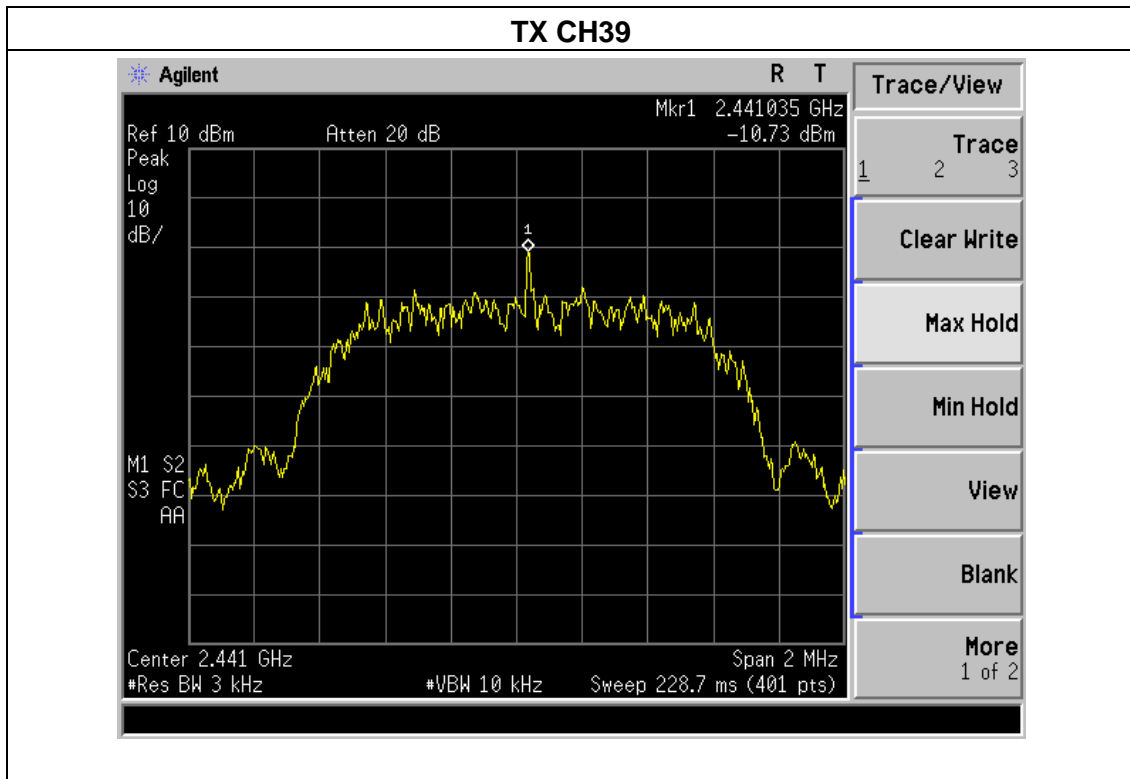 TX CH39
Agilent R T
Mkr1 2.441035 GHz
Ref 10 dBm Atten 20 dB -10.73 dBm
Peak
Log
10
dB/
1
M1 S2
S3 FC
AA
Center 2.441 GHz Span 2 MHz
#Res BW 3 kHz #VBW 10 kHz Sweep 228.7 ms (401 pts)
Trace/View
Trace
1 2 3
Clear Write
Max Hold
Min Hold
View
Blank
More
1 of 2